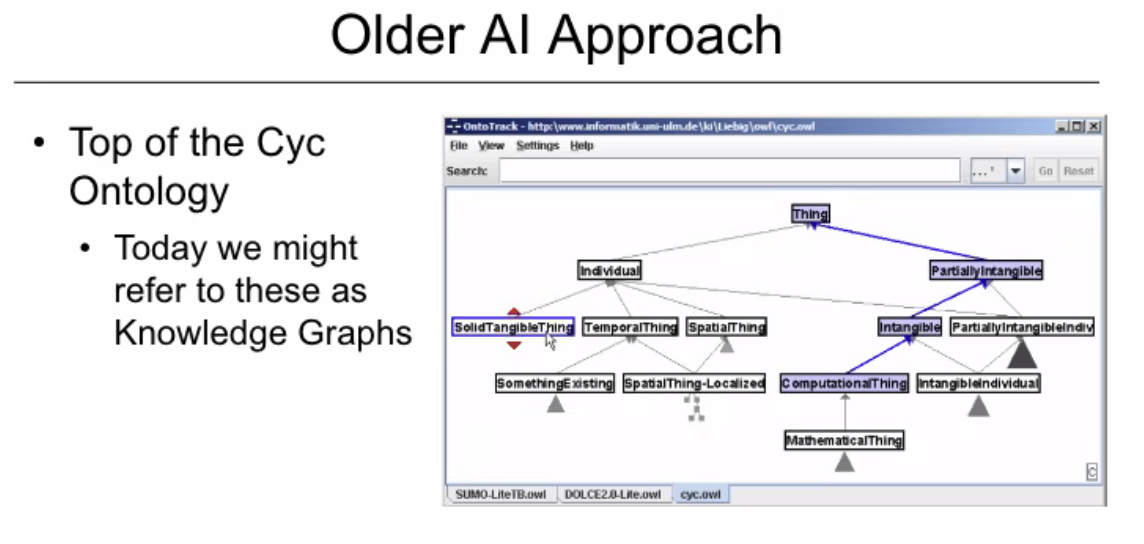 Older AI Approach
• Top of the Cyc
Ontology
• Today we might
refer to these as
Knowledge Graphs
OntoTrack - http:\www.informatik.uni-ulm.de\ki\Liebig\owl\cyc.owl
File View Settings Help
Search: ...* Go Reset
Thing
Individual PartiallyIntangible
SolidTangibleThing TemporalThing SpatialThing Intangible PartiallyIntangibleIndiv
SomethingExisting SpatialThing-Localized ComputationalThing IntangibleIndividual
MathematicalThing
C
SUMO-LiteTB.owl DOLCE2.0-Lite.owl cyc.owl